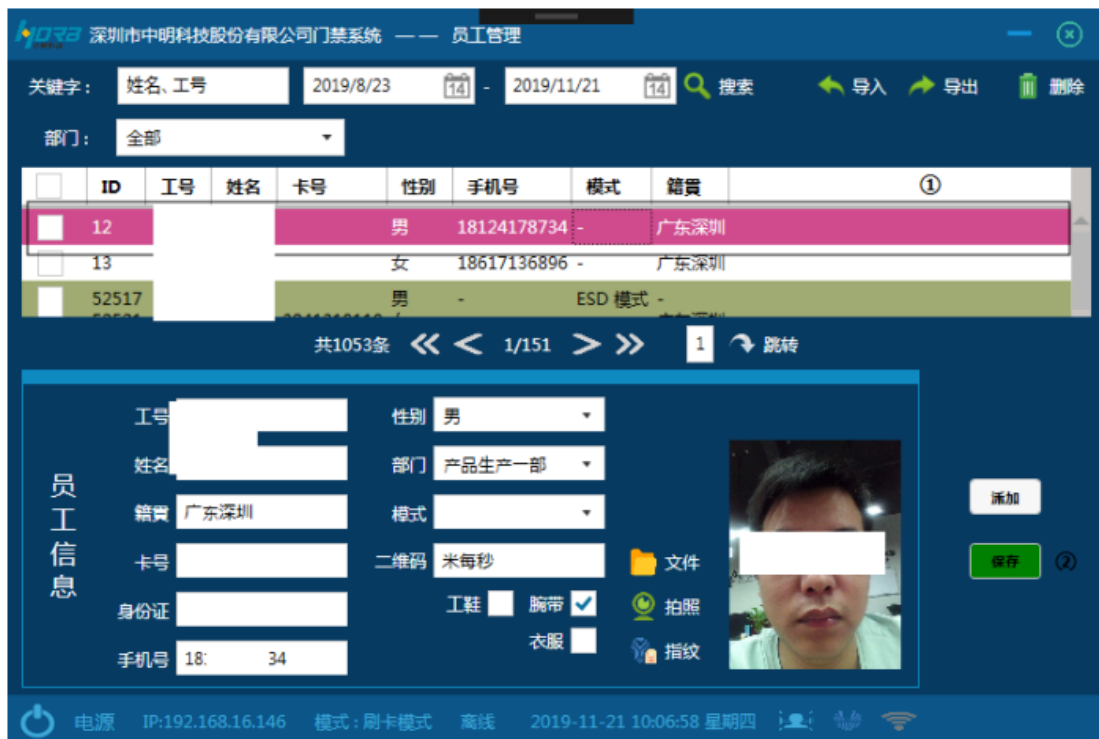 HORA 深圳市中明科技股份有限公司门禁系统 —— 员工管理
关键字： 姓名、工号 2019/8/23 14 - 2019/11/21 14 搜索 导入 导出 删除
部门： 全部
ID 工号 姓名 卡号 性别 手机号 模式 籍貫 ①
12 男 18124178734 - 广东深圳
13 女 18617136896 - 广东深圳
52517 男 - ESD 模式 -
共1053条 1/151 1 跳转
员工信息
工号 性别 男
姓名 部门 产品生产一部
籍貫 广东深圳 模式
卡号 二维码 米每秒 文件
身份证 工鞋 腕带 拍照
衣服
手机号 18: 34 指纹
添加
保存 ②
电源 IP:192.168.16.146 模式：刷卡模式 离线 2019-11-21 10:06:58 星期四